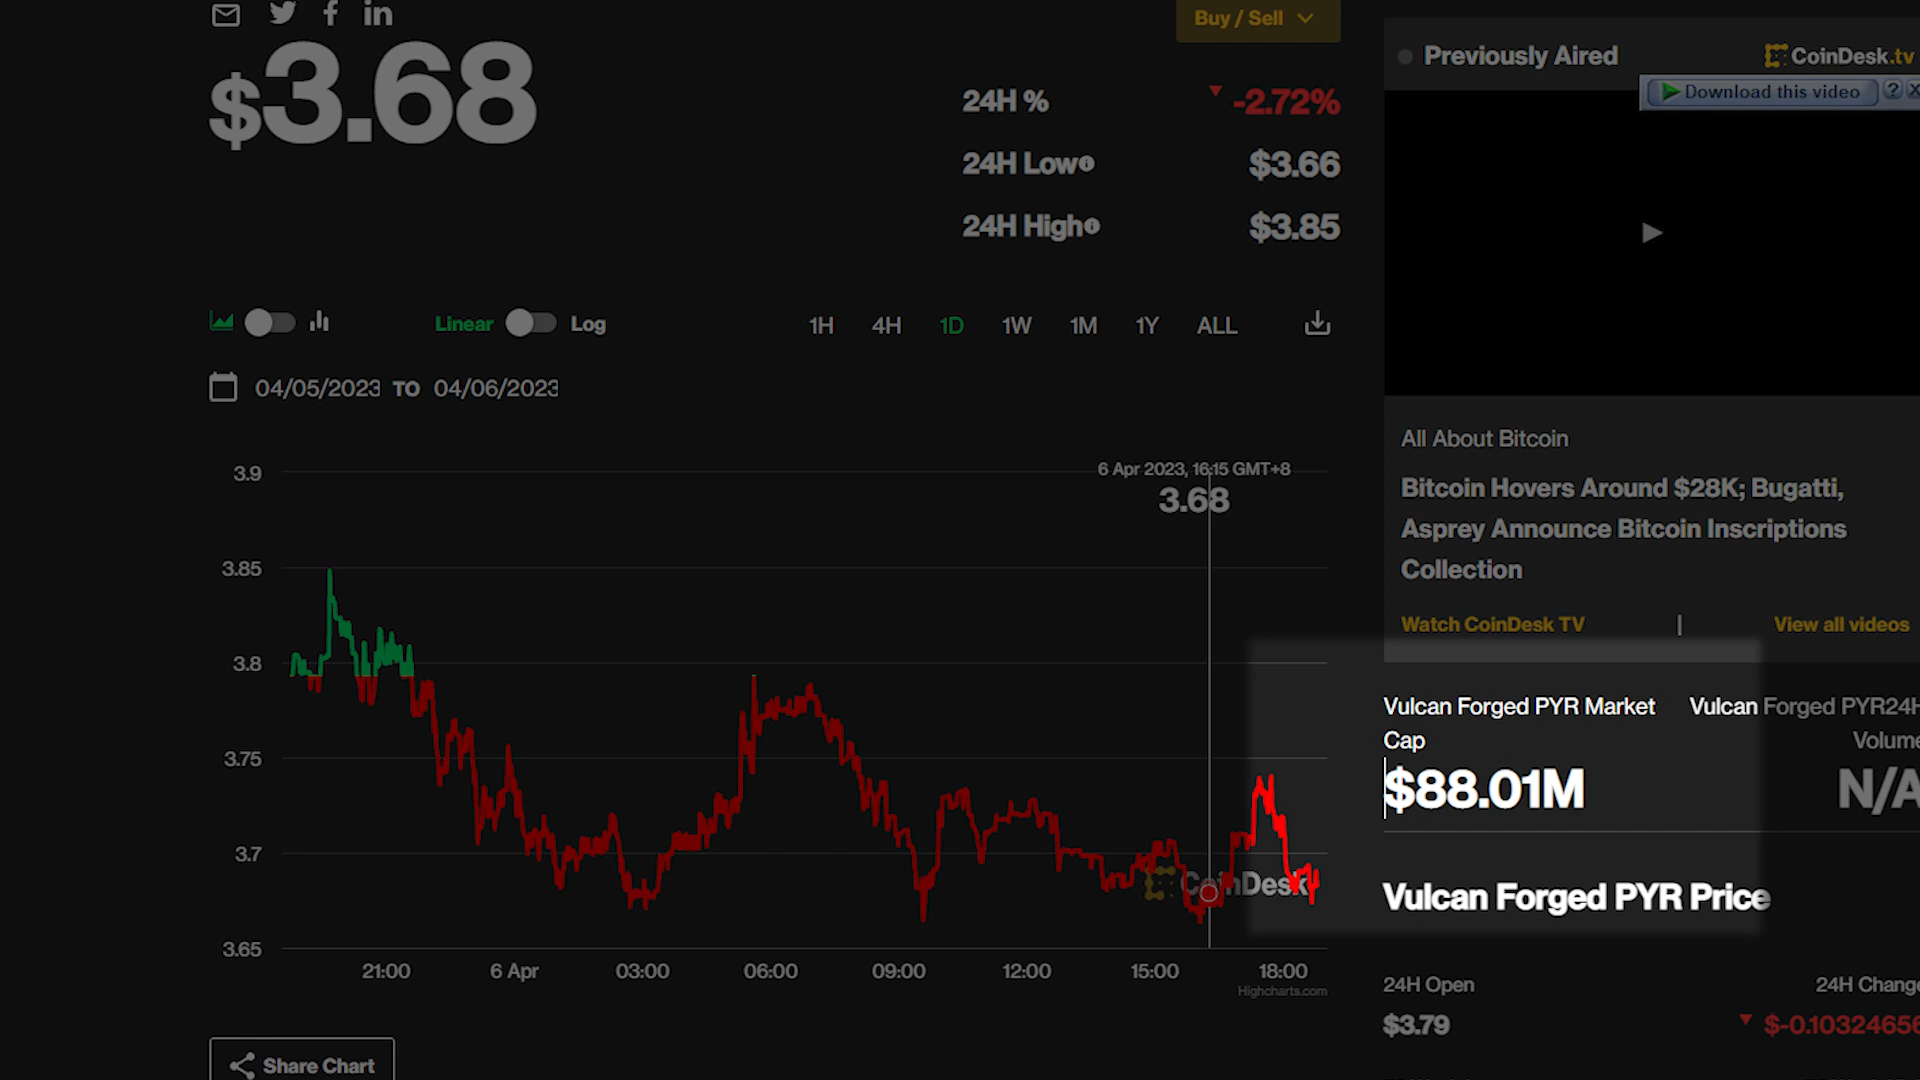 $3.68
Buy / Sell
24H % -2.72%
24H Low $3.66
24H High $3.85
Linear Log
1H 4H 1D 1W 1M 1Y ALL
04/05/2023 TO 04/06/2023
6 Apr 2023, 16:15 GMT+8
3.68
3.9
3.85
3.8
3.75
3.7
3.65
CoinDesk
21:00 6 Apr 03:00 06:00 09:00 12:00 15:00 18:00
Highcharts.com
Share Chart
Previously Aired CoinDesk.tv
Download this video ? X
All About Bitcoin
Bitcoin Hovers Around $28K; Bugatti,
Asprey Announce Bitcoin Inscriptions
Collection
Watch CoinDesk TV | View all videos
Vulcan Forged PYR Market Vulcan Forged PYR24H
Cap Volume
$88.01M N/A
Vulcan Forged PYR Price
24H Open 24H Change
$3.79 $-0.10324656